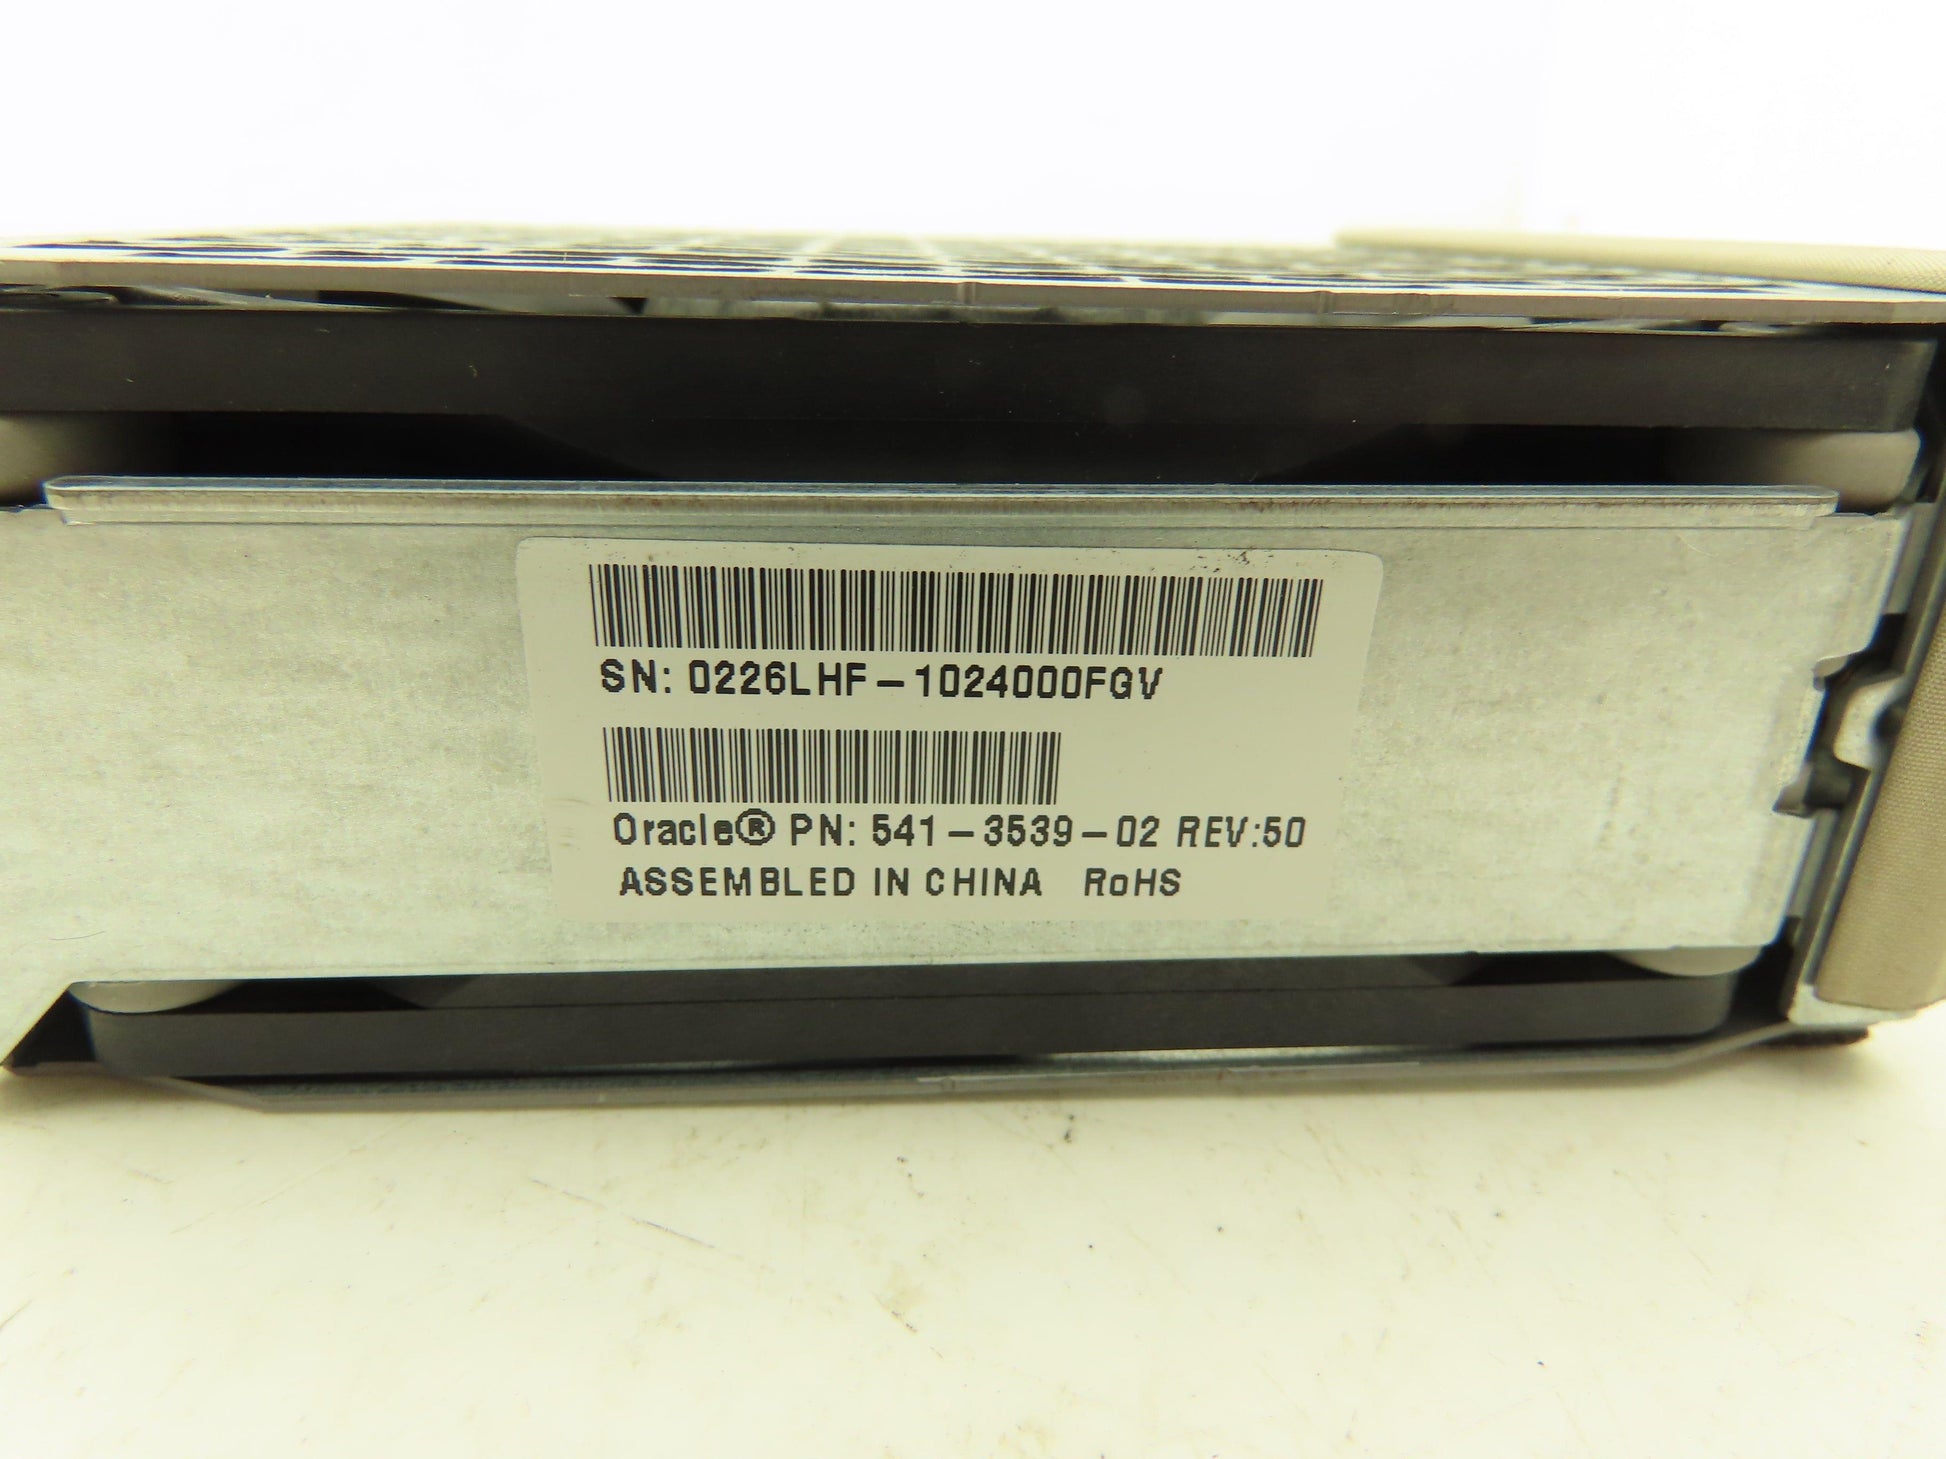 SN: 0226LHF-1024000FGV
Oracle® PN: 541-3539-02 REV:50
ASSEMBLED IN CHINA RoHS